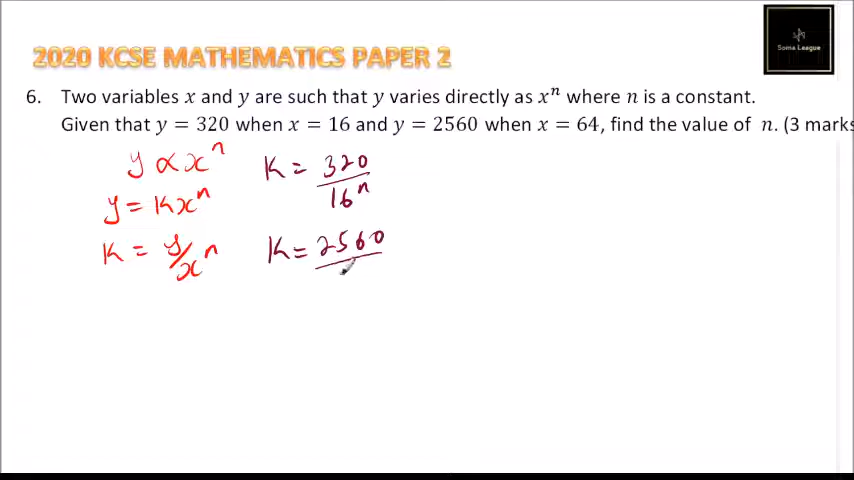 Soma League
2020 KCSE MATHEMATICS PAPER 2
6. Two variables x and y are such that y varies directly as xⁿ where n is a constant.
Given that y = 320 when x = 16 and y = 2560 when x = 64, find the value of n. (3 marks
y ∝ xⁿ
y = Kxⁿ
K = y/xⁿ
K = 320/16ⁿ
K = 2560